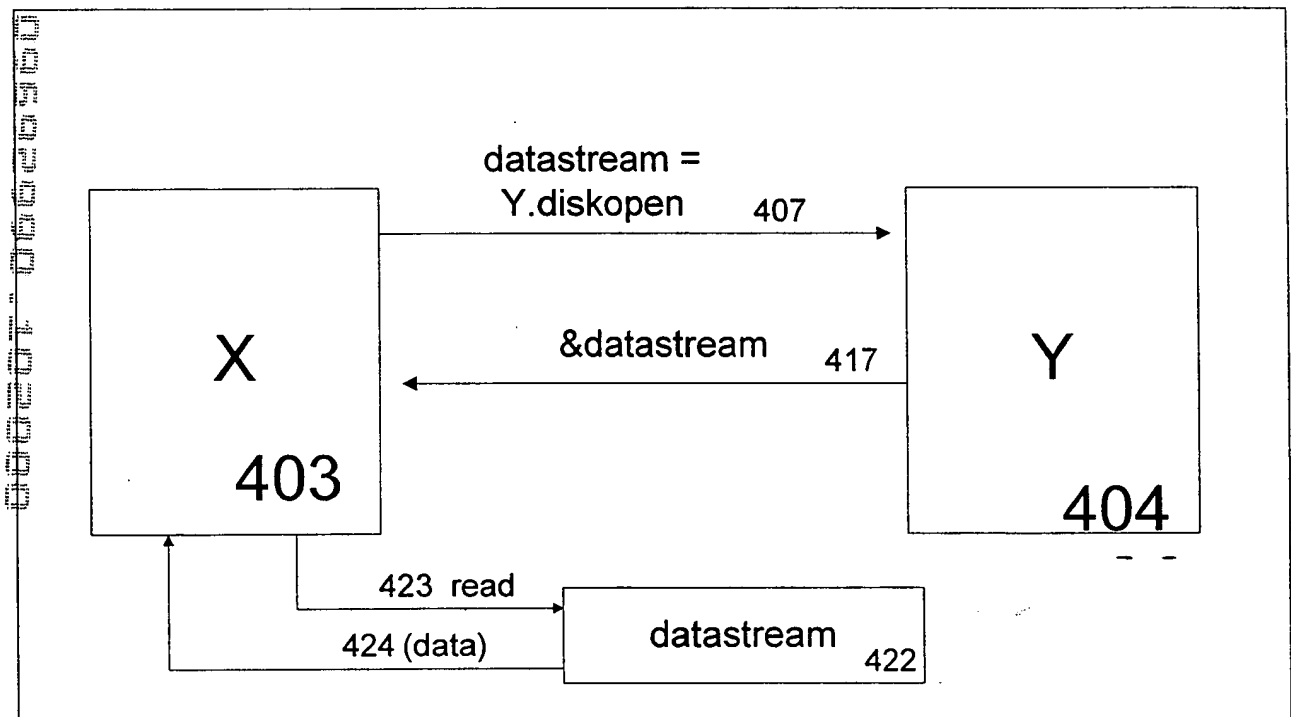 datastream =
Y.diskopen 407
X
403
&datastream 417
Y
404
423 read
424 (data)
datastream
422